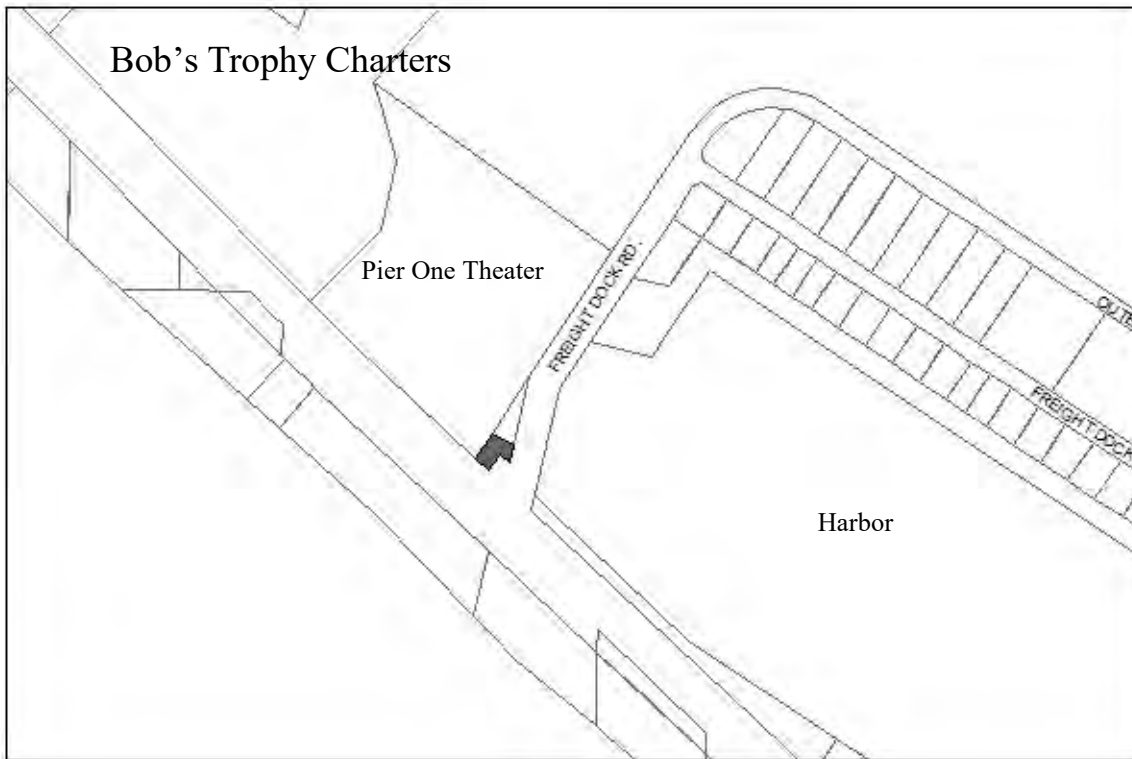 Bob’s Trophy Charters
Pier One Theater
FREIGHT DOCK RD.
FREIGHT DOCK
Harbor